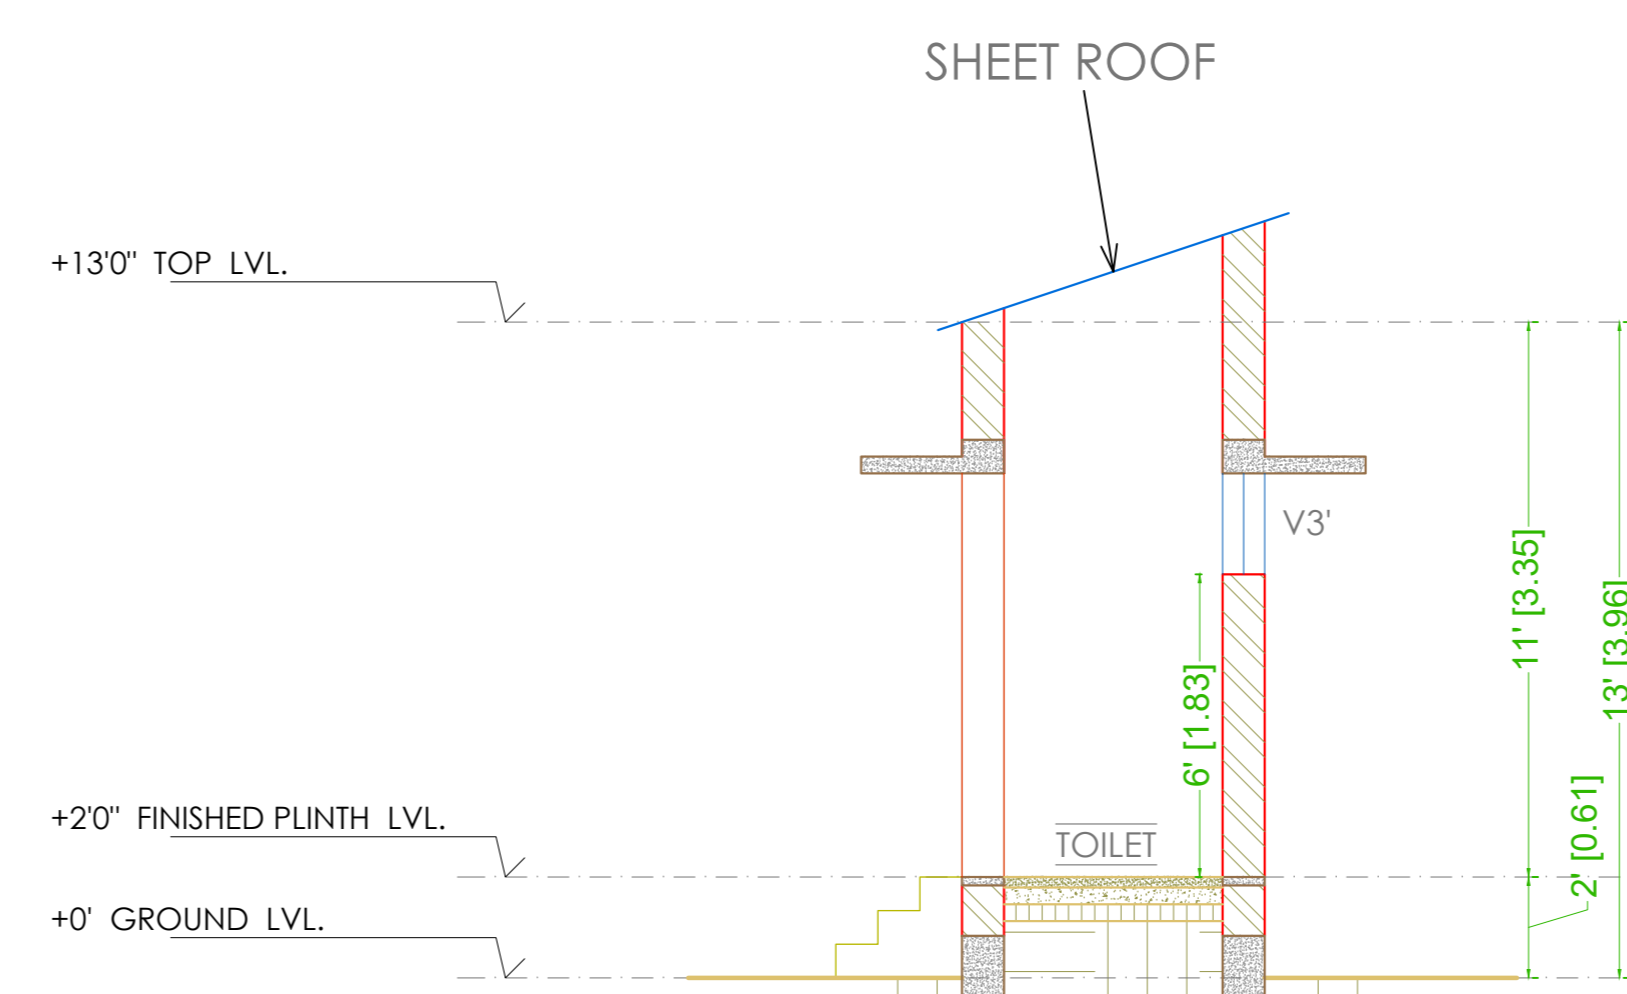 SHEET ROOF
+13'0" TOP LVL.
V3'
11' [3.35]
13' [3.96]
6' [1.83]
2' [0.61]
+2'0" FINISHED PLINTH LVL.
TOILET
+0' GROUND LVL.